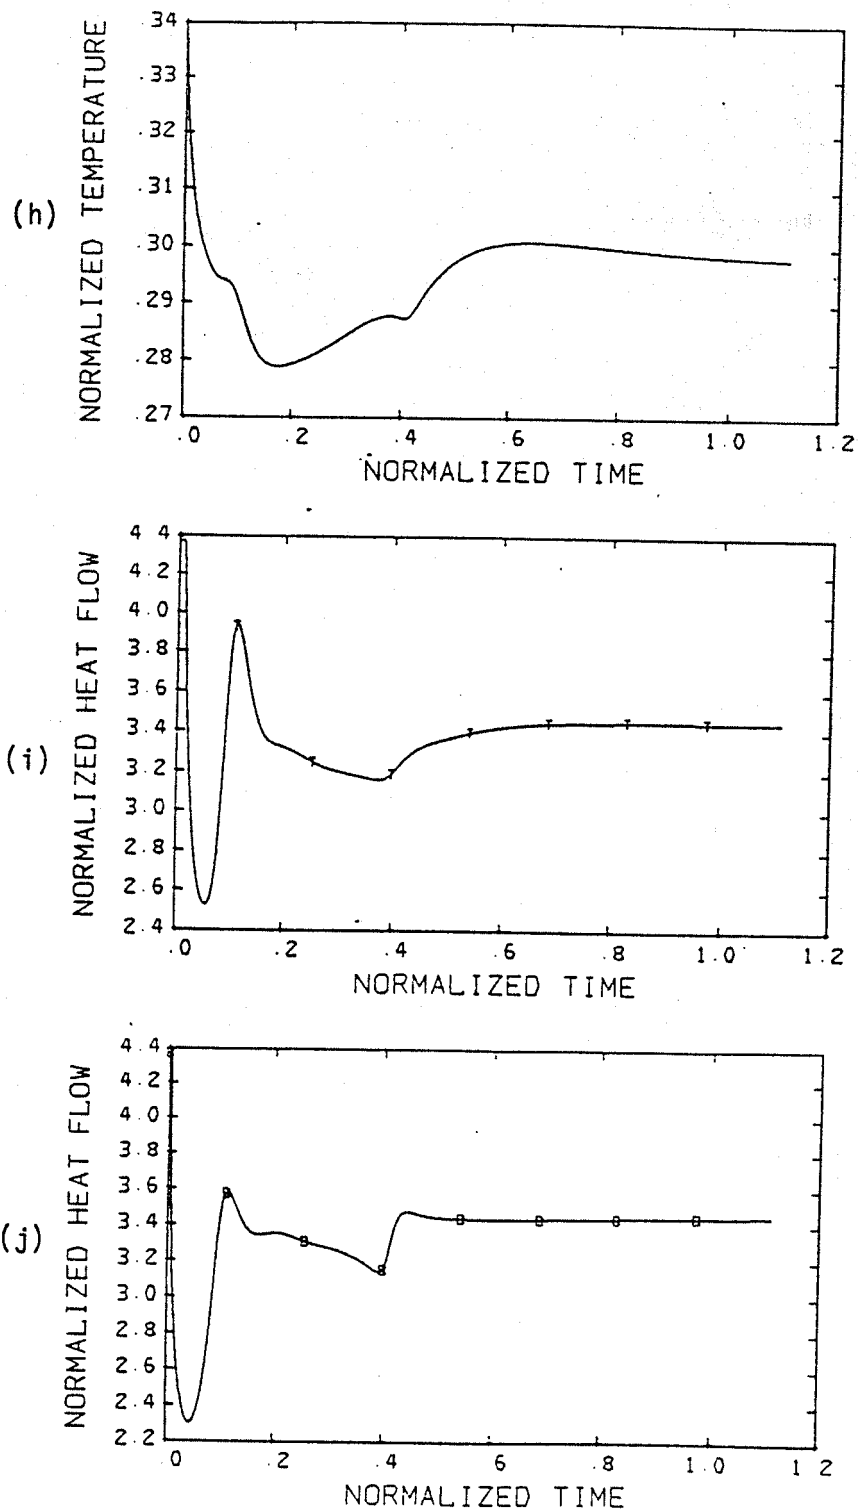 (h)
NORMALIZED TEMPERATURE
.34
.33
.32
.31
.30
.29
.28
.27
.0 .2 .4 .6 .8 1.0 1.2
NORMALIZED TIME
(i)
NORMALIZED HEAT FLOW
4 4
4.2
4.0
3.8
3.6
3.4
3.2
3.0
2.8
2.6
2.4
T T T T T T T
.0 .2 .4 .6 .8 1.0 1.2
NORMALIZED TIME
(j)
NORMALIZED HEAT FLOW
4.4
4.2
4.0
3.8
3.6
3.4
3.2
3.0
2.8
2.6
2.4
2.2
B B B B B B B B
.0 .2 .4 .6 .8 1.0 1 2
NORMALIZED TIME